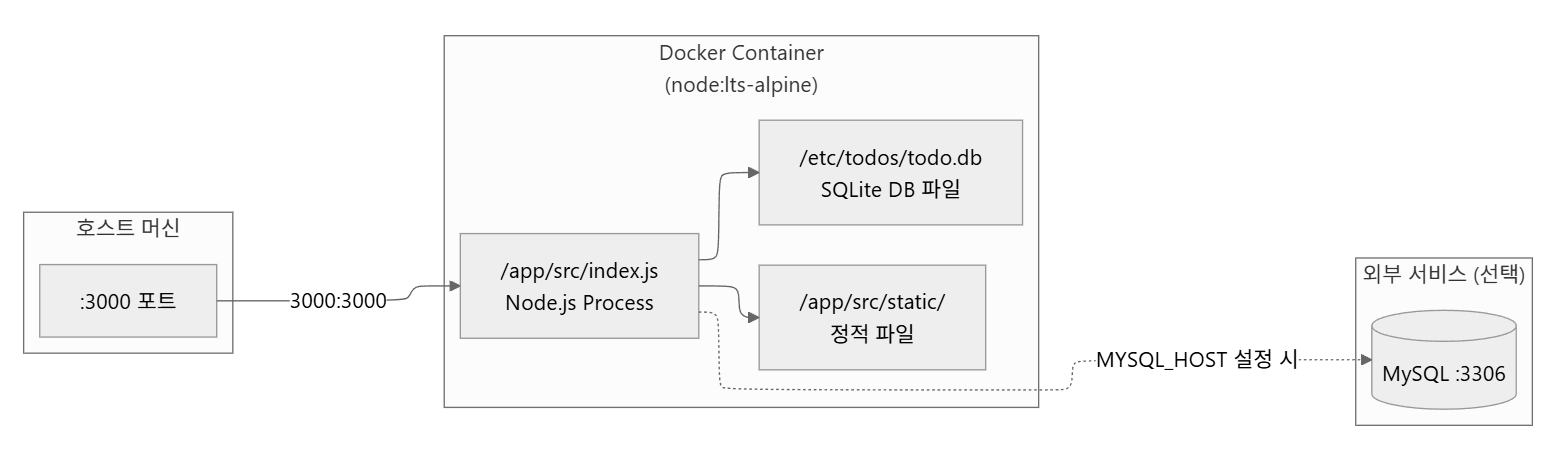 Docker Container
(node:lts-alpine)
/etc/todos/todo.db
SQLite DB 파일
호스트 머신
:3000 포트
3000:3000
/app/src/index.js
Node.js Process
/app/src/static/
정적 파일
MYSQL_HOST 설정 시
외부 서비스 (선택)
MySQL :3306